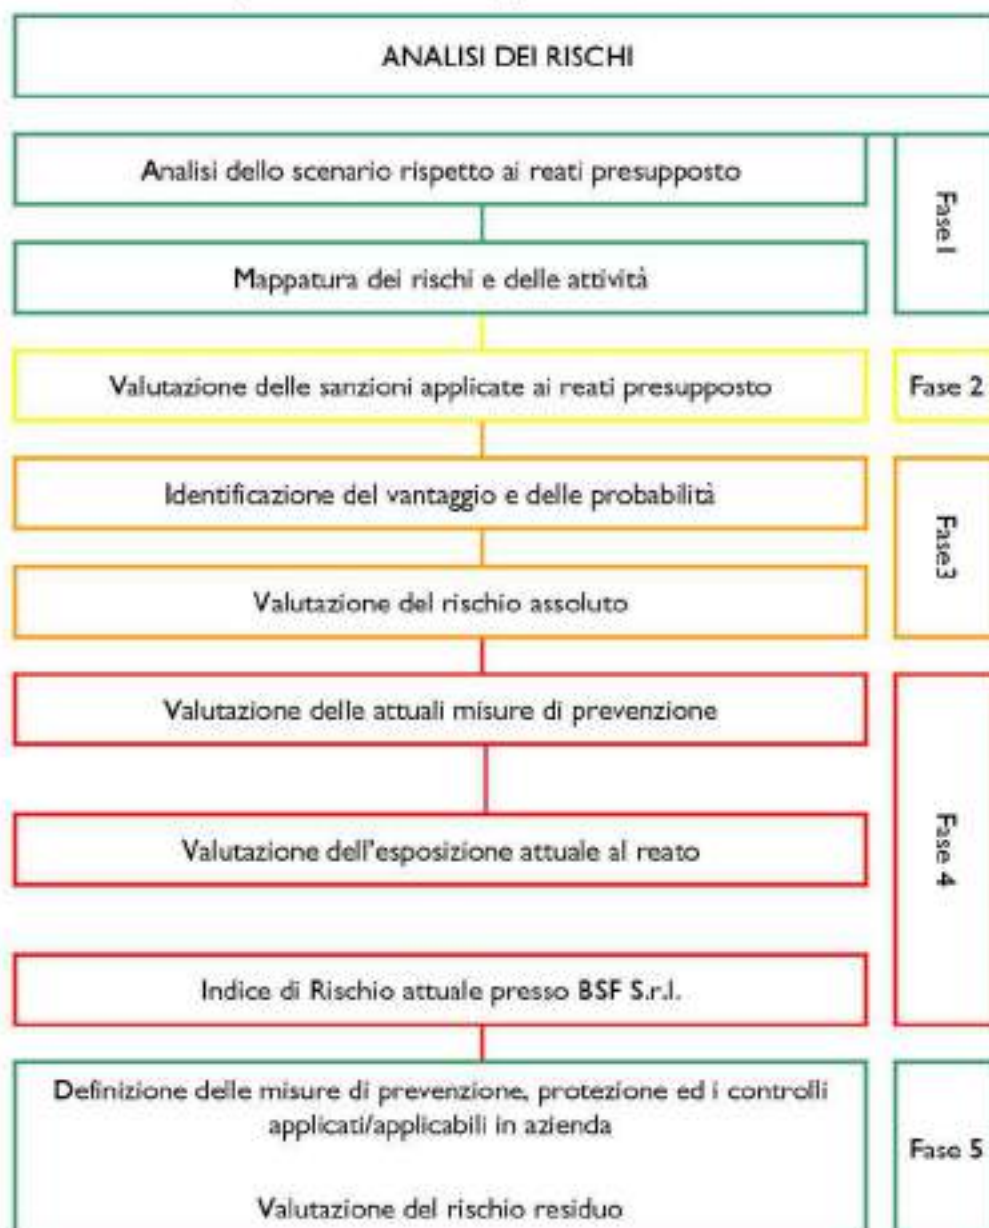 ANALISI DEI RISCHI
Analisi dello scenario rispetto ai reati presupposto
Mappatura dei rischi e delle attività
Fase1
Valutazione delle sanzioni applicate ai reati presupposto
Fase 2
Identificazione del vantaggio e delle probabilità
Valutazione del rischio assoluto
Fase3
Valutazione delle attuali misure di prevenzione
Valutazione dell'esposizione attuale al reato
Indice di Rischio attuale presso BSF S.r.l.
Fase 4
Definizione delle misure di prevenzione, protezione ed i controlli
applicati/applicabili in azienda
Valutazione del rischio residuo
Fase 5